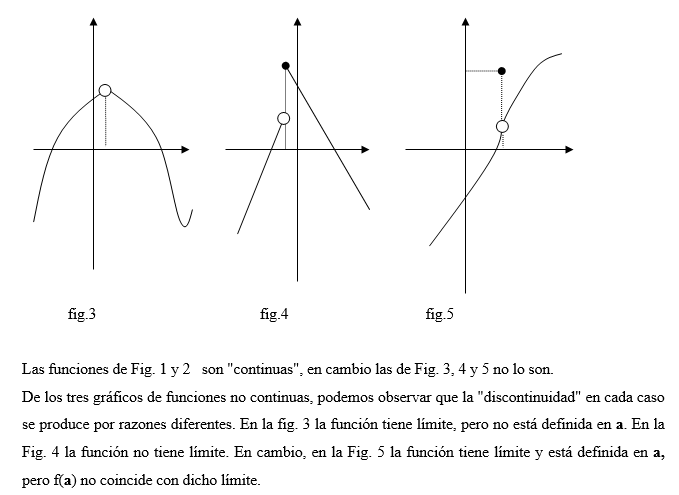 fig.3 fig.4 fig.5
Las funciones de Fig. 1 y 2 son "continuas", en cambio las de Fig. 3, 4 y 5 no lo son.
De los tres gráficos de funciones no continuas, podemos observar que la "discontinuidad" en cada caso
se produce por razones diferentes. En la fig. 3 la función tiene límite, pero no está definida en a. En la
Fig. 4 la función no tiene límite. En cambio, en la Fig. 5 la función tiene límite y está definida en a,
pero f(a) no coincide con dicho límite.